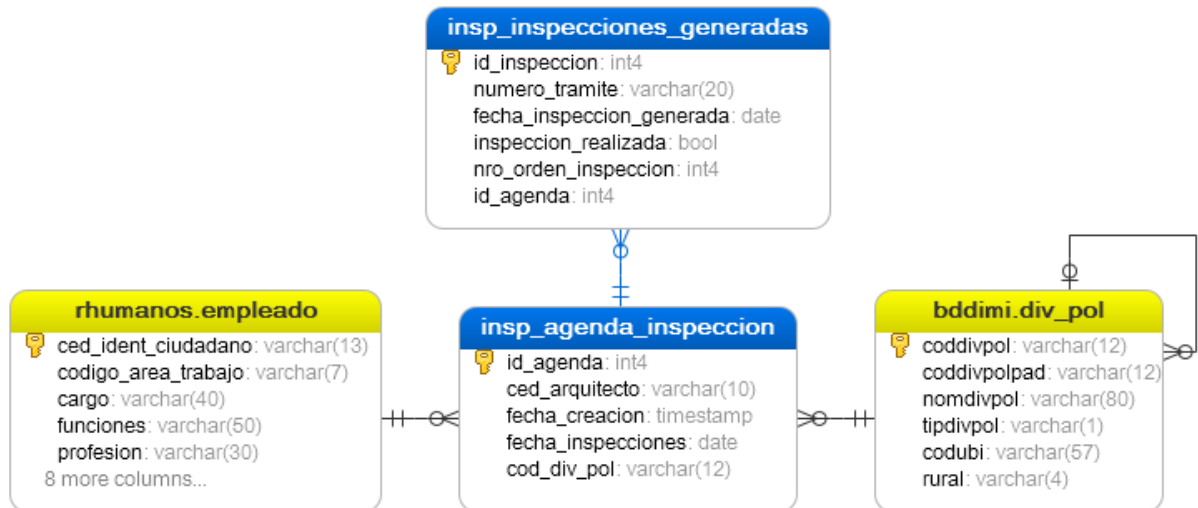 insp_inspecciones_generadas
id_inspeccion: int4
numero_tramite: varchar(20)
fecha_inspeccion_generada: date
inspeccion_realizada: bool
nro_orden_inspeccion: int4
id_agenda: int4
rhumanos.empleado
ced_ident_ciudadano: varchar(13)
codigo_area_trabajo: varchar(7)
cargo: varchar(40)
funciones: varchar(50)
profesion: varchar(30)
8 more columns...
insp_agenda_inspeccion
id_agenda: int4
ced_arquitecto: varchar(10)
fecha_creacion: timestamp
fecha_inspecciones: date
cod_div_pol: varchar(12)
bddimi.div_pol
coddivpol: varchar(12)
coddivpolpad: varchar(12)
nomdivpol: varchar(80)
tipdivpol: varchar(1)
codubi: varchar(57)
rural: varchar(4)